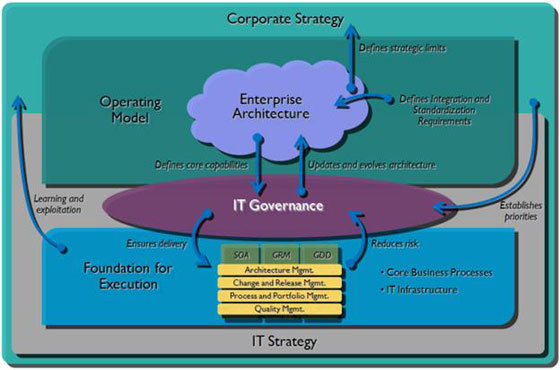 Corporate Strategy
Defines strategic limits
Operating
Model
Enterprise
Architecture
Defines Integration and
Standardization
Requirements
Defines core capabilities
Updates and evolves architecture
Learning and
exploitation
IT Governance
Establishes
priorities
Ensures delivery
Reduces risk
SOA
GRM
GDD
Foundation for
Execution
Architecture Mgmt.
Change and Release Mgmt.
Process and Portfolio Mgmt.
Quality Mgmt.
• Core Business Processes
• IT Infrastructure
IT Strategy